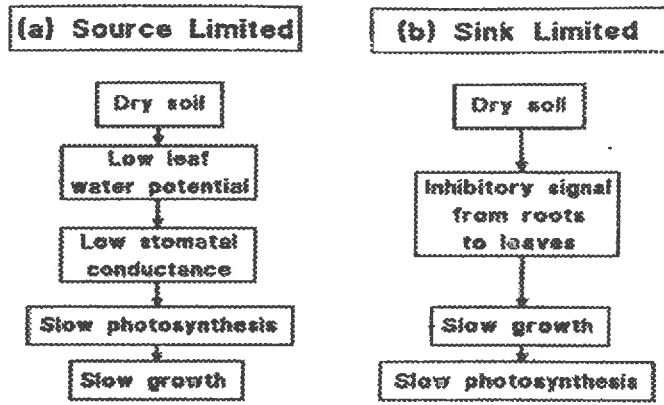 (a) Source Limited
Dry soil
Low leaf
water potential
Low stomatal
conductance
Slow photosynthesis
Slow growth
(b) Sink Limited
Dry soil
Inhibitory signal
from roots
to leaves
Slow growth
Slow photosynthesis